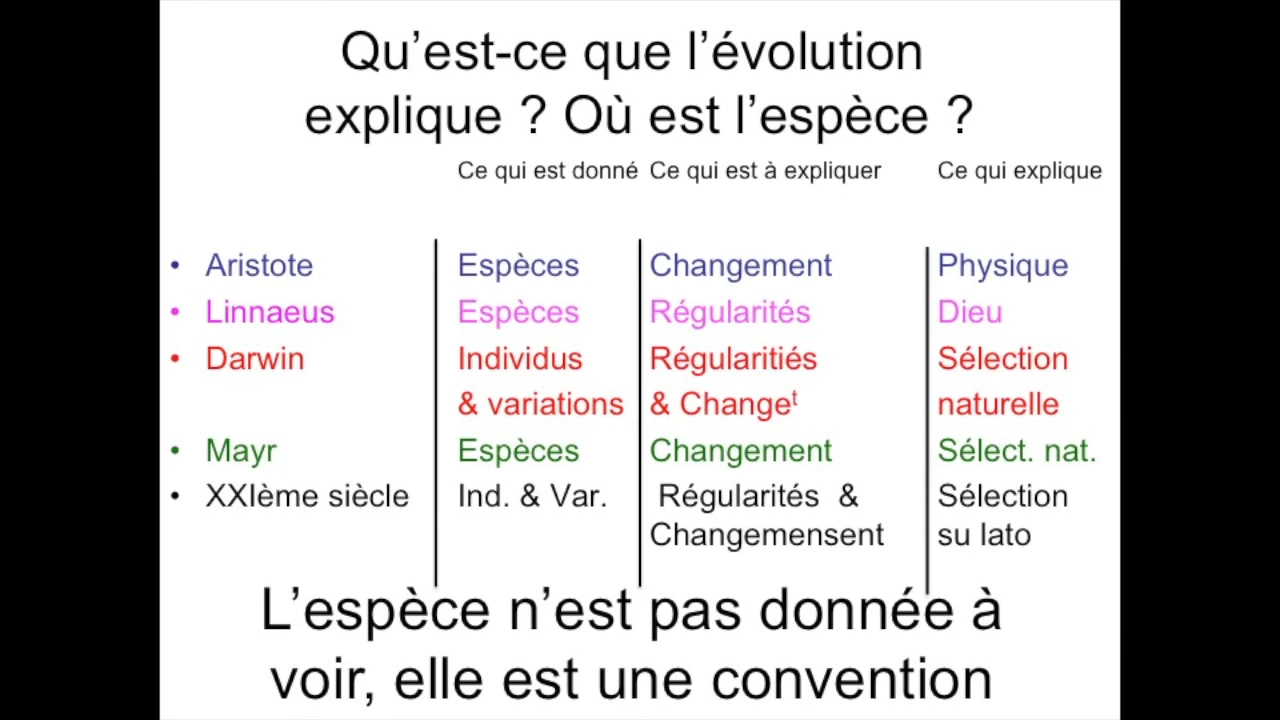 Qu’est-ce que l’évolution
explique ? Où est l’espèce ?
Ce qui est donné Ce qui est à expliquer Ce qui explique
• Aristote Espèces Changement Physique
• Linnaeus Espèces Régularités Dieu
• Darwin Individus Régularitiés Sélection
& variations & Changeᵗ naturelle
• Mayr Espèces Changement Sélect. nat.
• XXIème siècle Ind. & Var. Régularités & Sélection
Changemensent su lato
L’espèce n’est pas donnée à
voir, elle est une convention